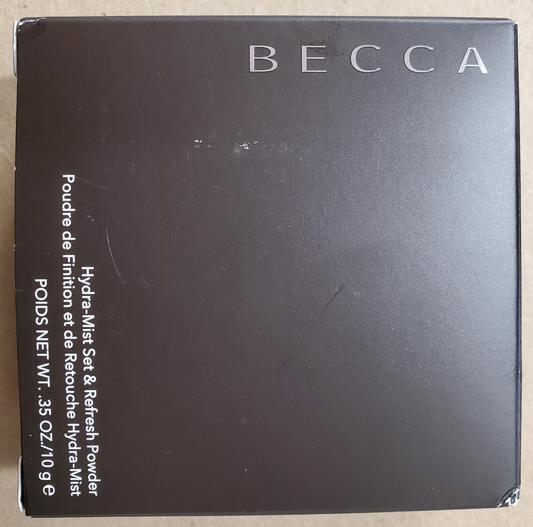 BECCA
Hydra-Mist Set & Refresh Powder
Poudre de Finition et de Retouche Hydra-Mist
POIDS NET WT. .35 OZ./10 g e